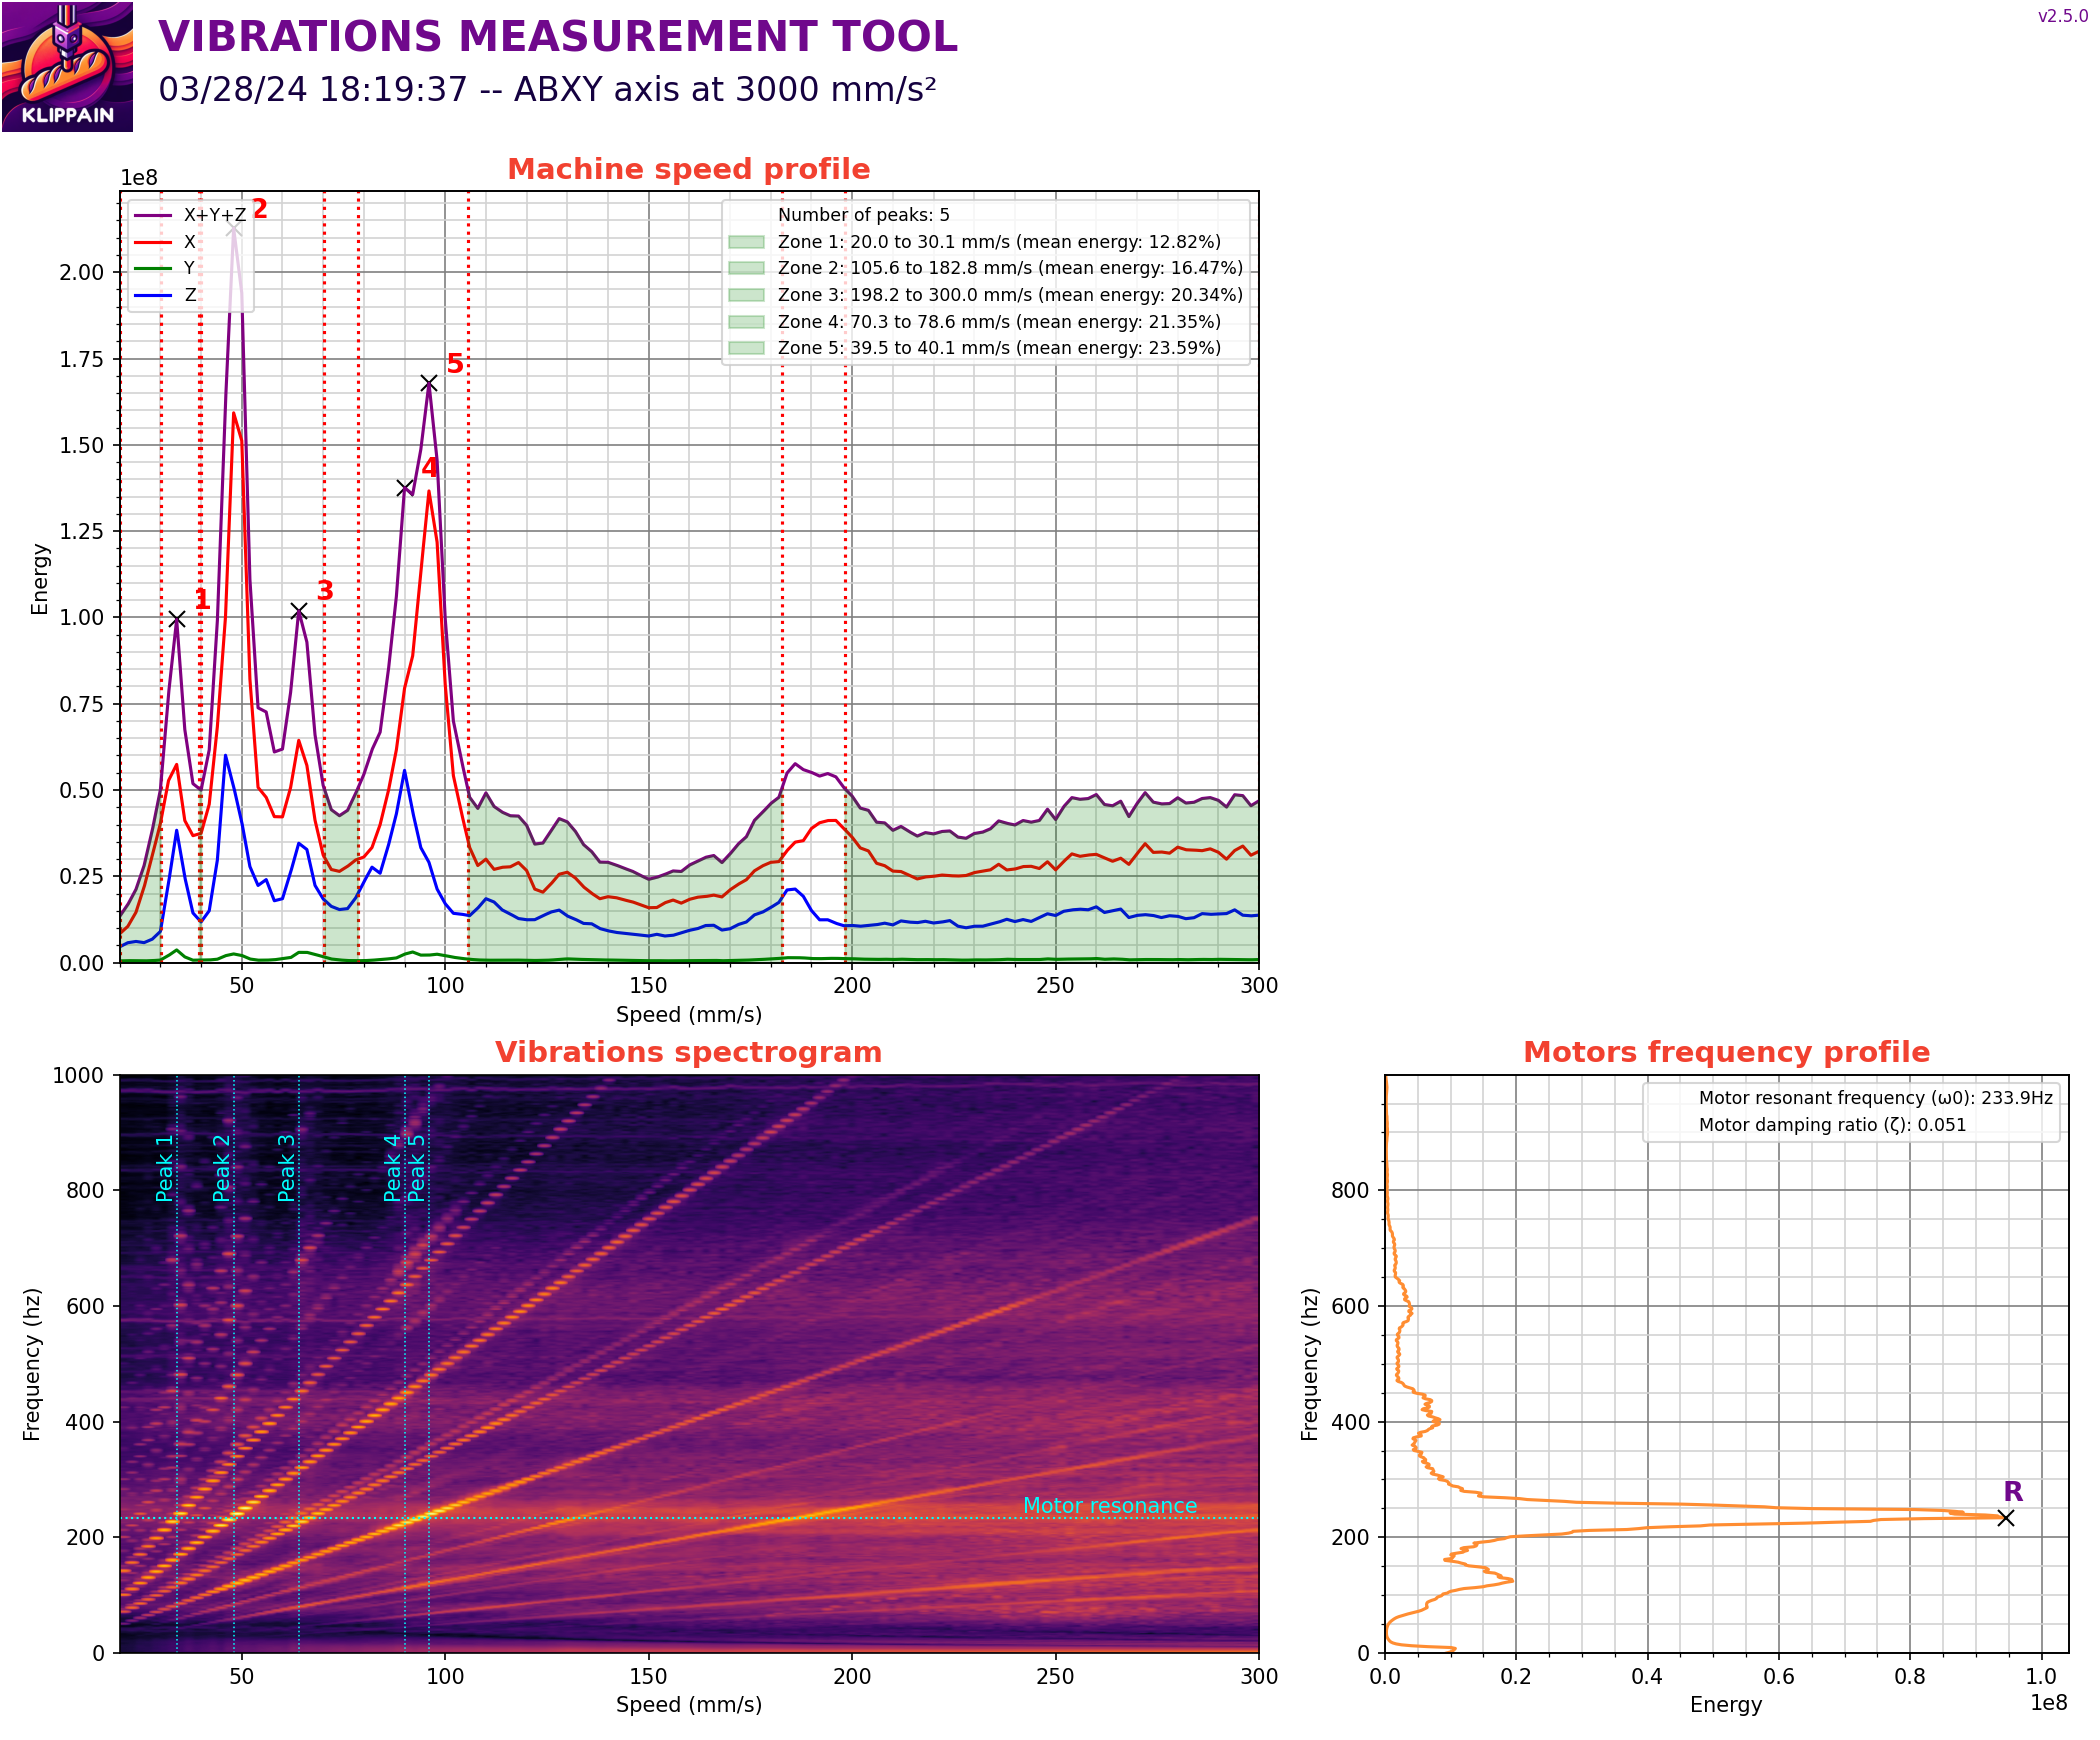 v2.5.0
VIBRATIONS MEASUREMENT TOOL
03/28/24 18:19:37 -- ABXY axis at 3000 mm/s²
KLIPPAIN
Machine speed profile
1e8
X+Y+Z
X
Y
Z
Number of peaks: 5
Zone 1: 20.0 to 30.1 mm/s (mean energy: 12.82%)
Zone 2: 105.6 to 182.8 mm/s (mean energy: 16.47%)
Zone 3: 198.2 to 300.0 mm/s (mean energy: 20.34%)
Zone 4: 70.3 to 78.6 mm/s (mean energy: 21.35%)
Zone 5: 39.5 to 40.1 mm/s (mean energy: 23.59%)
2
5
4
3
1
2.00
1.75
1.50
1.25
1.00
0.75
0.50
0.25
0.00
Energy
50 100 150 200 250 300
Speed (mm/s)
Vibrations spectrogram
1000
800
600
400
200
0
Frequency (hz)
Peak 1
Peak 2
Peak 3
Peak 4
Peak 5
Motor resonance
50 100 150 200 250 300
Speed (mm/s)
Motors frequency profile
Motor resonant frequency (ω0): 233.9Hz
Motor damping ratio (ζ): 0.051
R
800
600
400
200
0
Frequency (hz)
0.0 0.2 0.4 0.6 0.8 1.0
Energy
1e8